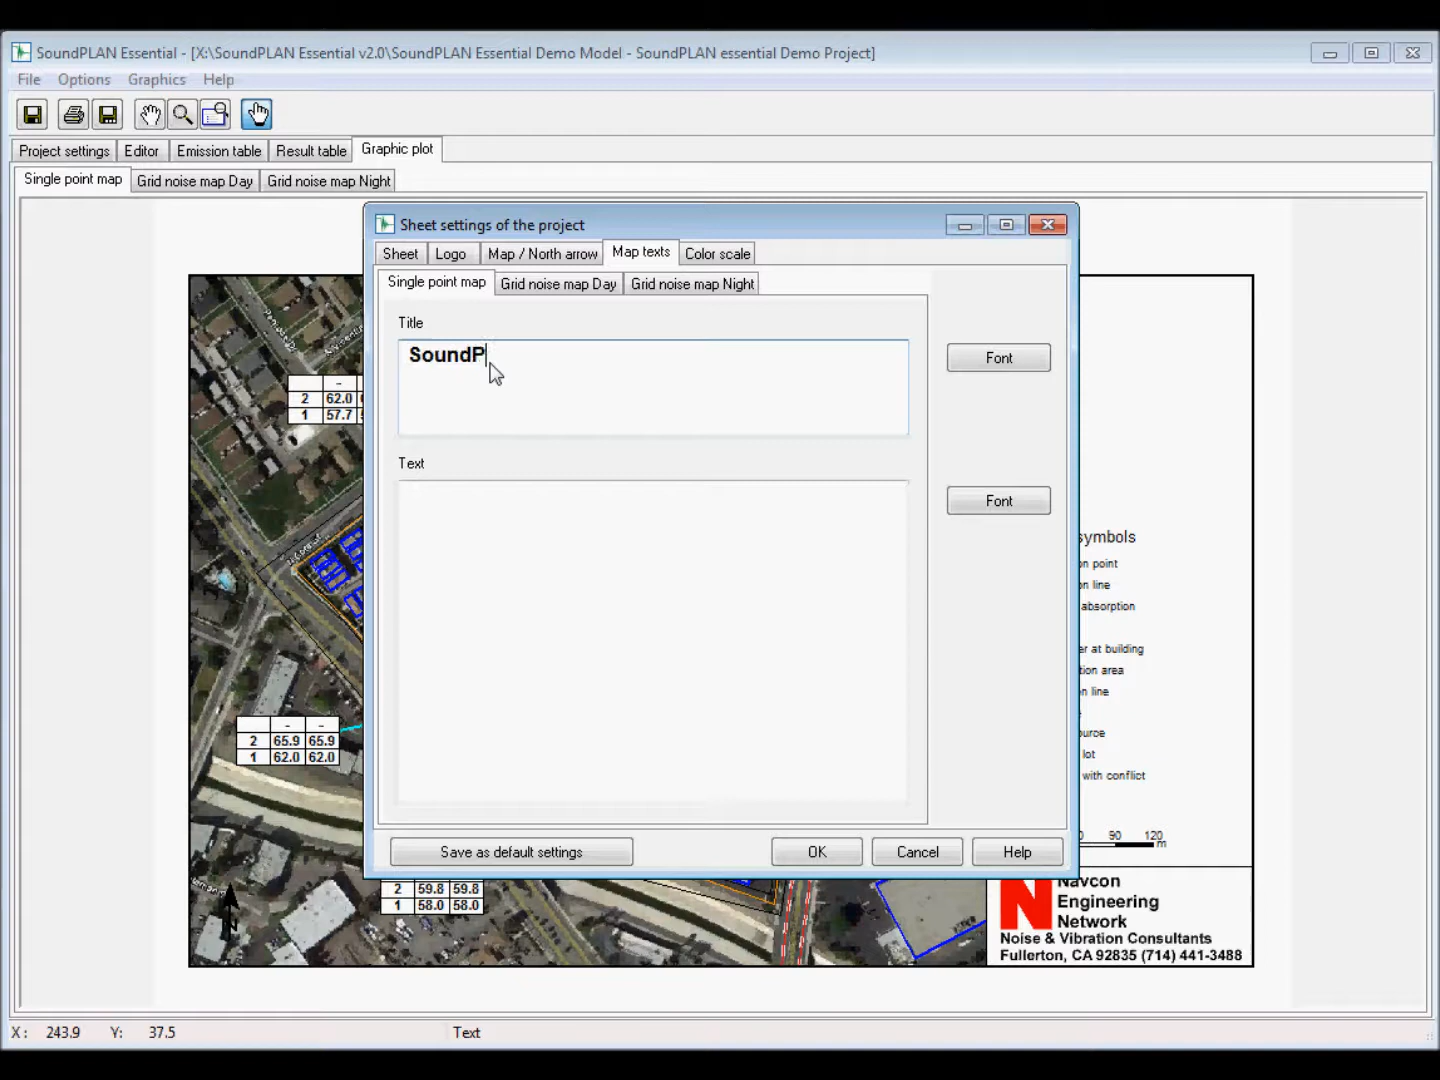 SoundPLAN Essential - [X:\SoundPLAN Essential v2.0\SoundPLAN Essential Demo Model - SoundPLAN essential Demo Project]
File Options Graphics Help
Project settings Editor Emission table Result table Graphic plot
Single point map Grid noise map Day Grid noise map Night
Sheet settings of the project
Sheet Logo Map / North arrow Map texts Color scale
Single point map Grid noise map Day Grid noise map Night
Title
SoundP
Font
Text
Font
Save as default settings OK Cancel Help
-
2 62.0
1 57.7
- -
2 65.9 65.9
1 62.0 62.0
2 59.8 59.8
1 58.0 58.0
symbols
on point
on line
absorption
er at building
tion area
n line
ource
lot
with conflict
0 90 120
m
N
Navcon
Engineering
Network
Noise & Vibration Consultants
Fullerton, CA 92835 (714) 441-3488
X: 243.9 Y: 37.5 Text